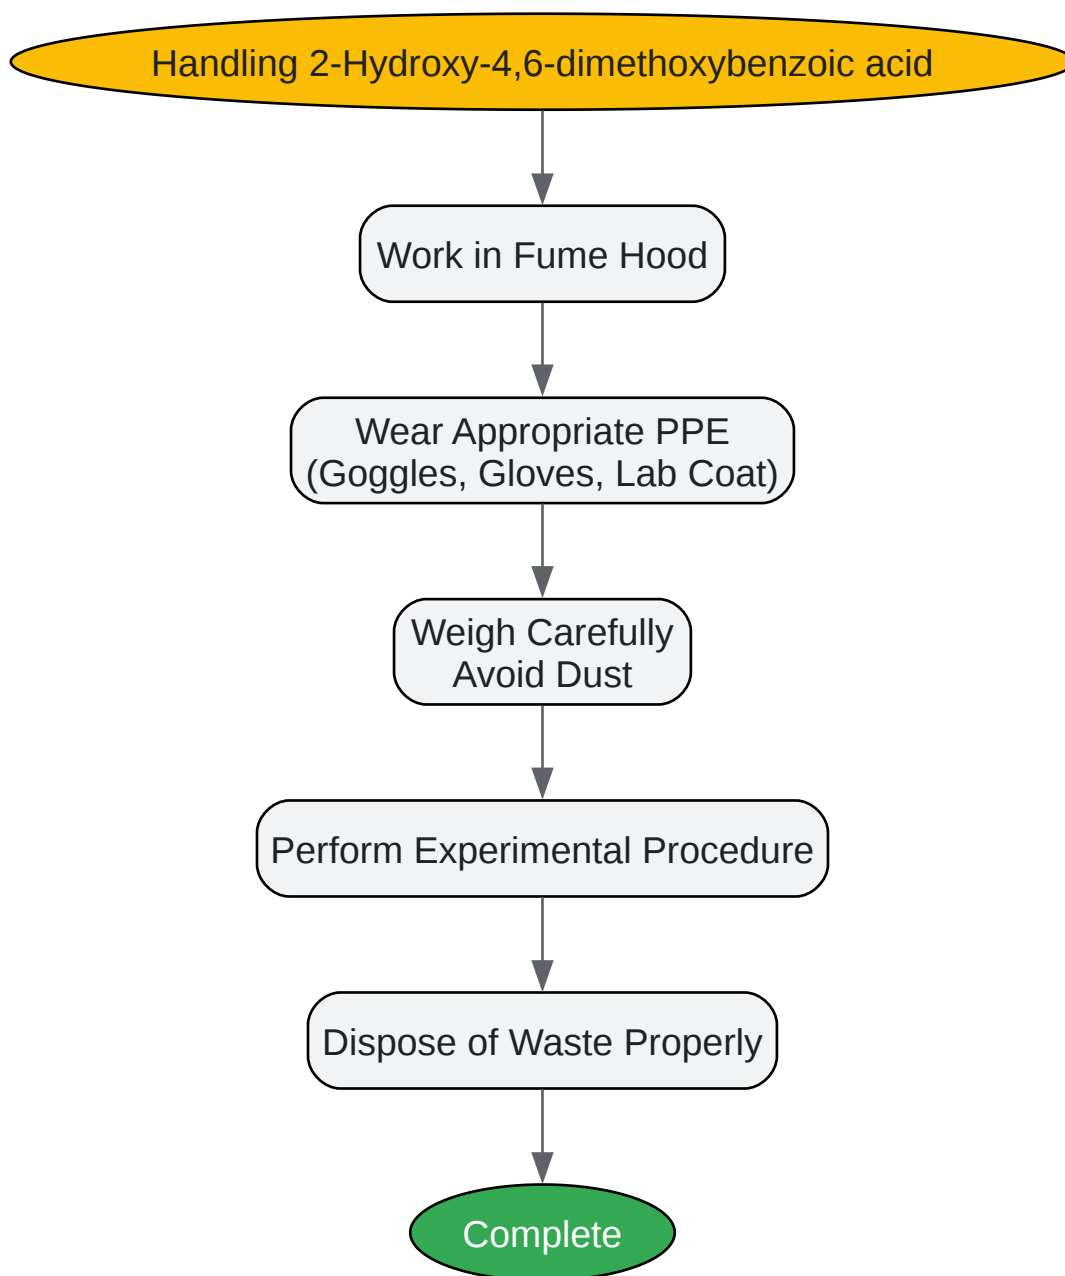 Handling 2-Hydroxy-4,6-dimethoxybenzoic acid
Work in Fume Hood
Wear Appropriate PPE
(Goggles, Gloves, Lab Coat)
Weigh Carefully
Avoid Dust
Perform Experimental Procedure
Dispose of Waste Properly
Complete